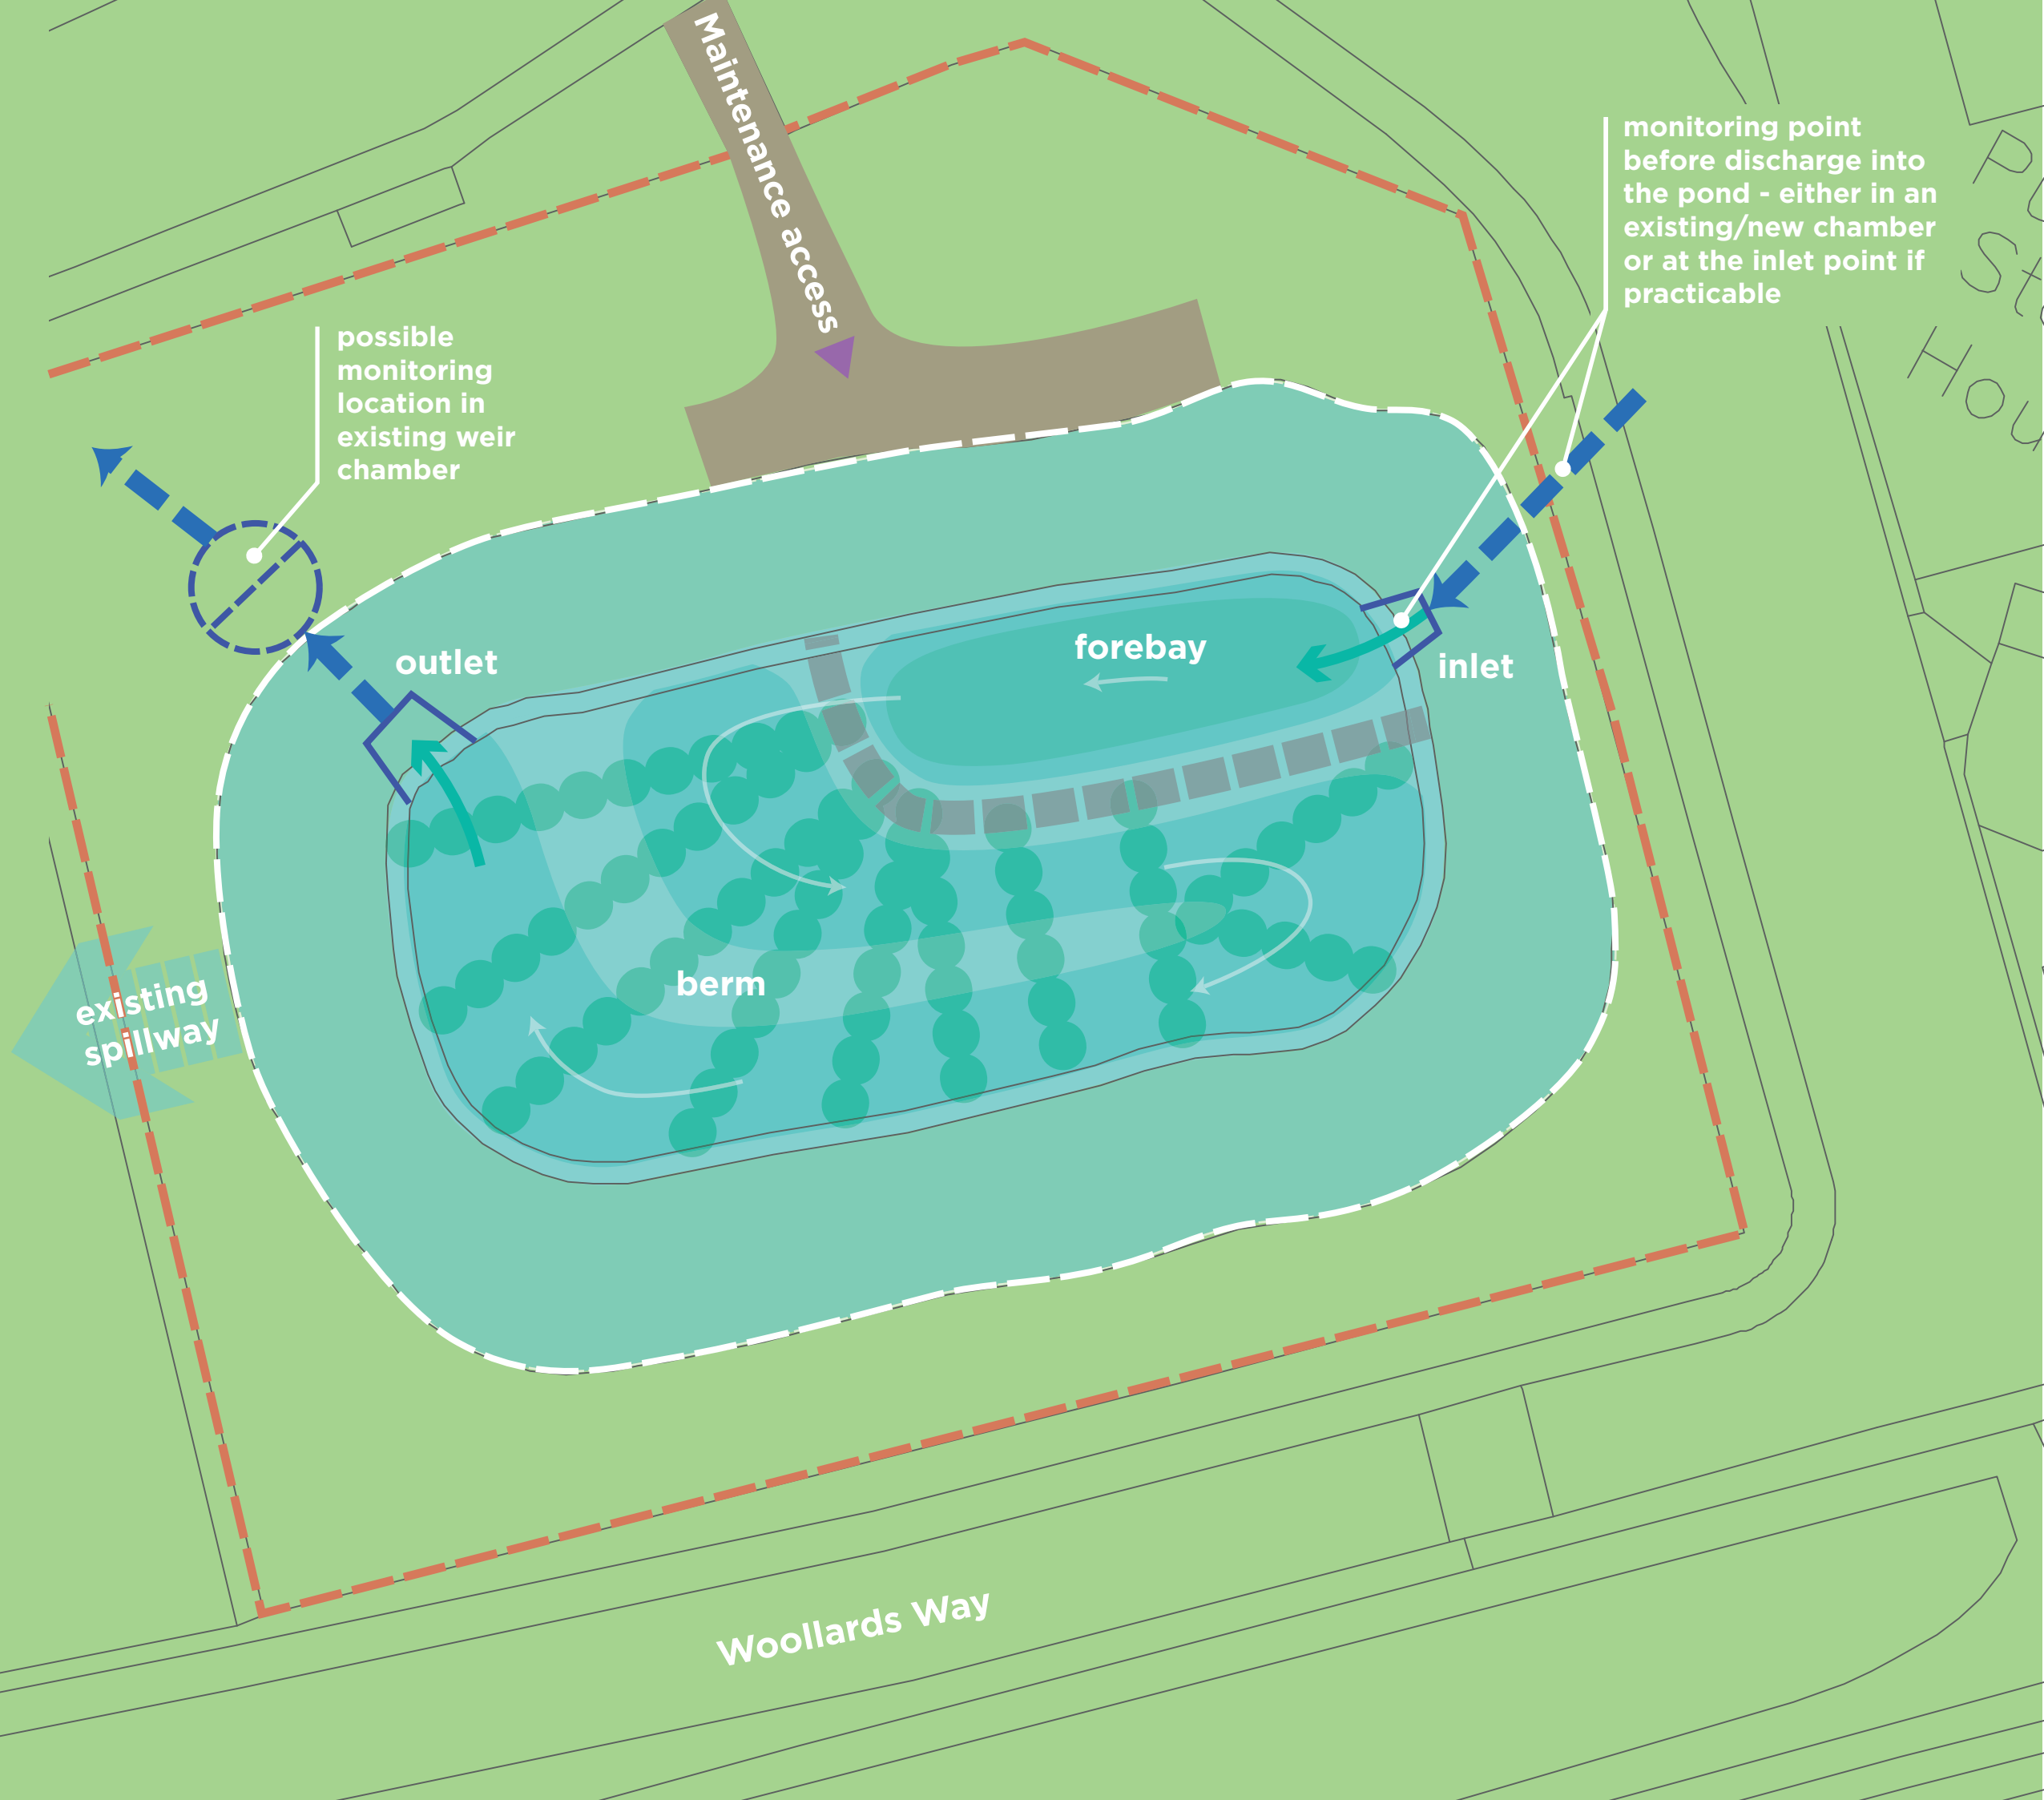 Maintenance access
monitoring point
before discharge into
the pond - either in an
existing/new chamber
or at the inlet point if
practicable
possible
monitoring
location in
existing weir
chamber
outlet
forebay
inlet
berm
existing
spillway
Woollards Way